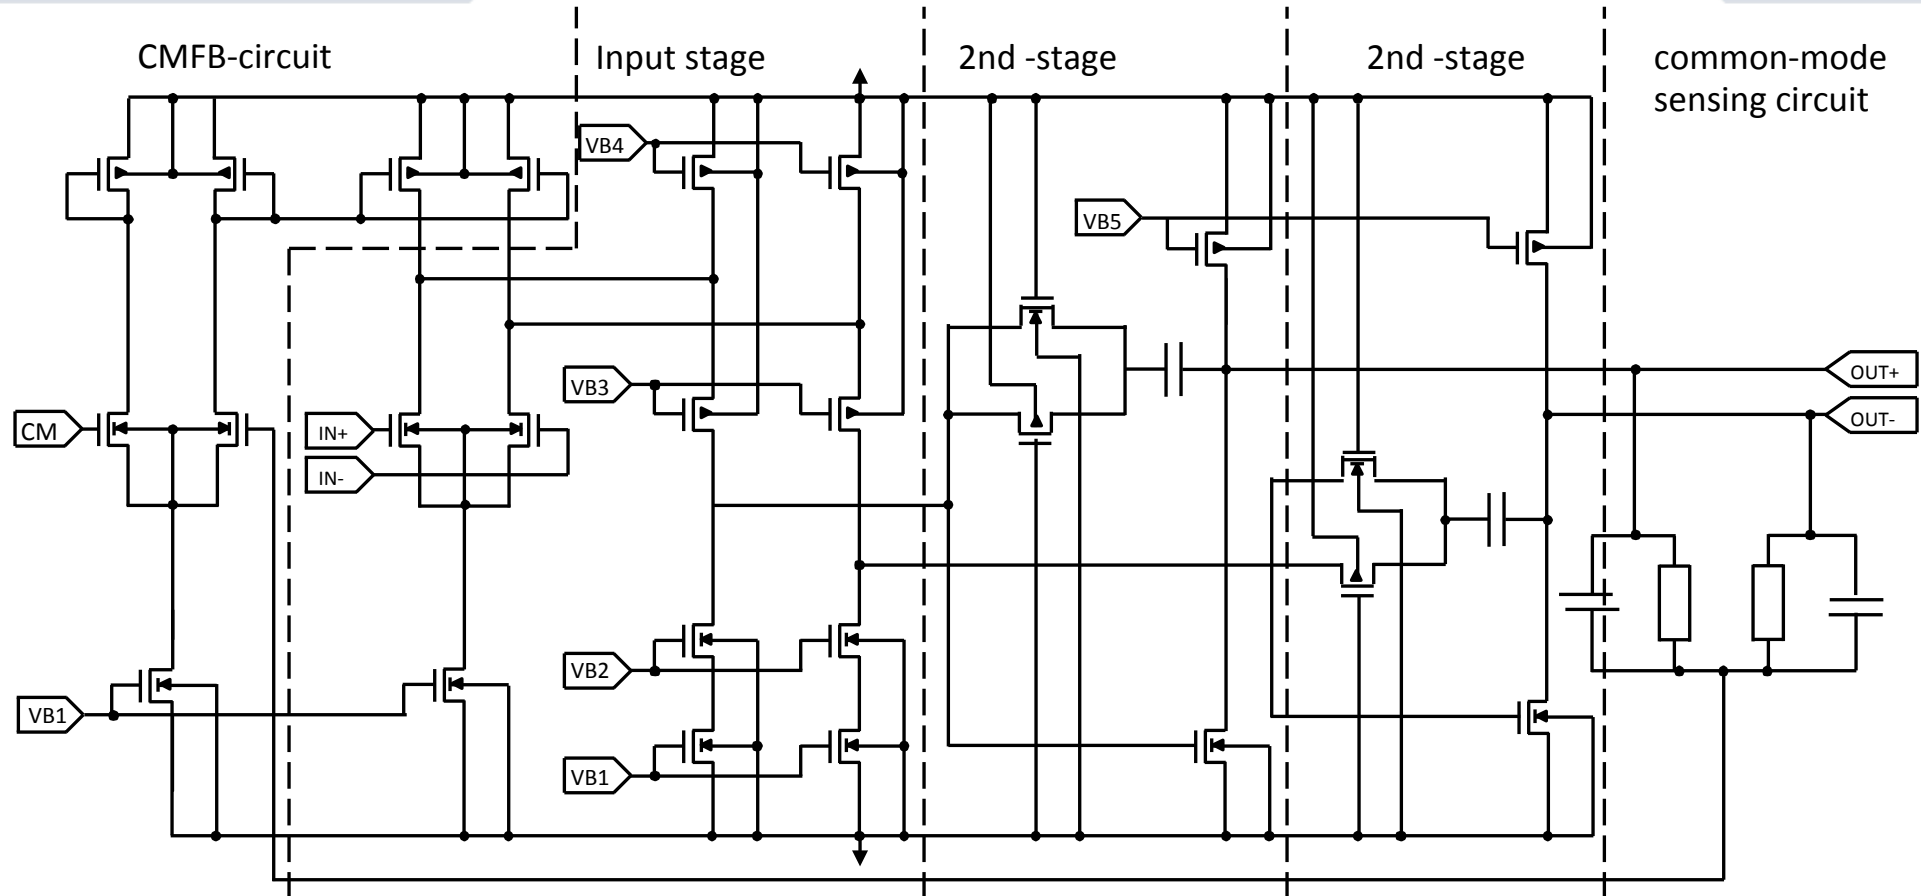 CMFB-circuit
Input stage
2nd -stage
2nd -stage
common-mode
sensing circuit
VB4
VB5
VB3
CM
IN+
IN-
OUT+
OUT-
VB2
VB1
VB1